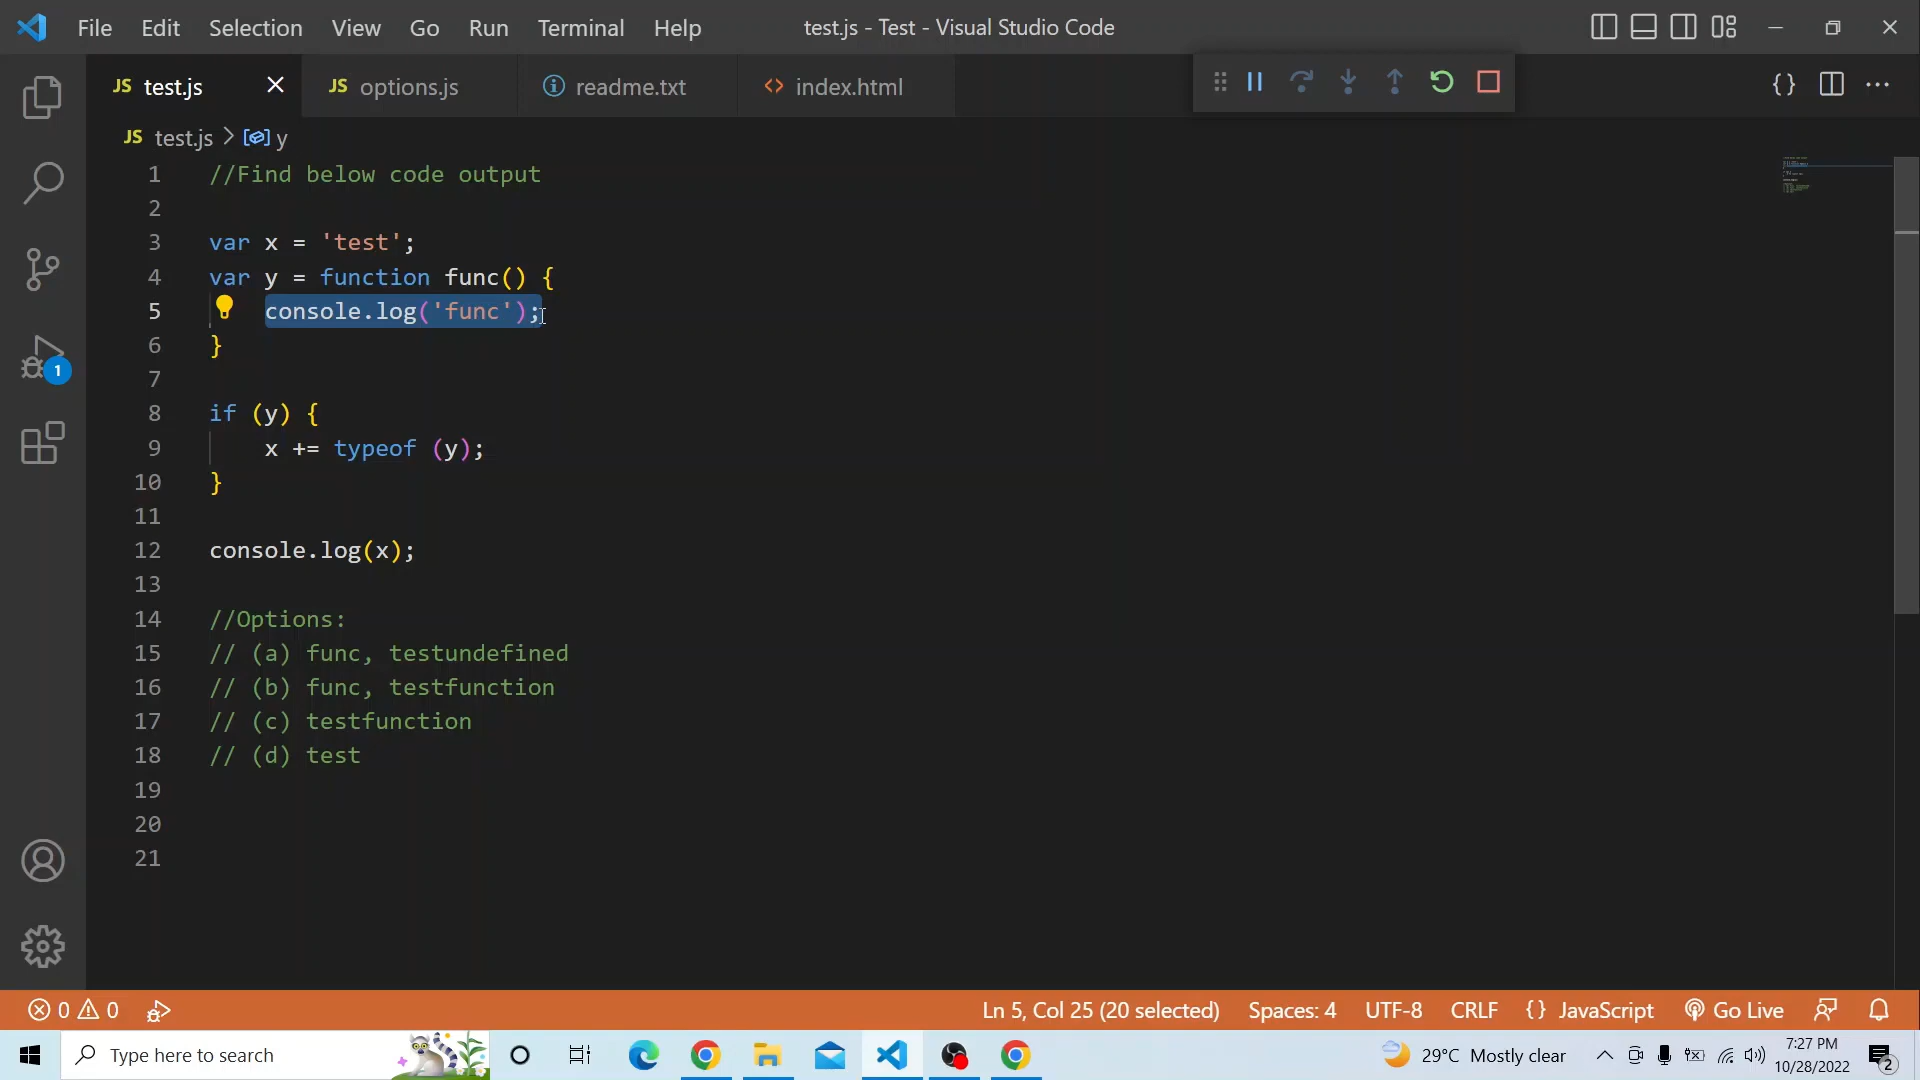 File Edit Selection View Go Run Terminal Help
test.js - Test - Visual Studio Code
JS test.js
JS options.js
readme.txt
<> index.html
JS test.js > y
1 //Find below code output
2
3 var x = 'test';
4 var y = function func() {
5 console.log('func');
6 }
7
8 if (y) {
9 x += typeof (y);
10 }
11
12 console.log(x);
13
14 //Options:
15 // (a) func, testundefined
16 // (b) func, testfunction
17 // (c) testfunction
18 // (d) test
19
20
21
1
0 0
Ln 5, Col 25 (20 selected) Spaces: 4 UTF-8 CRLF {} JavaScript Go Live
Type here to search
29°C Mostly clear
7:27 PM
10/28/2022
2